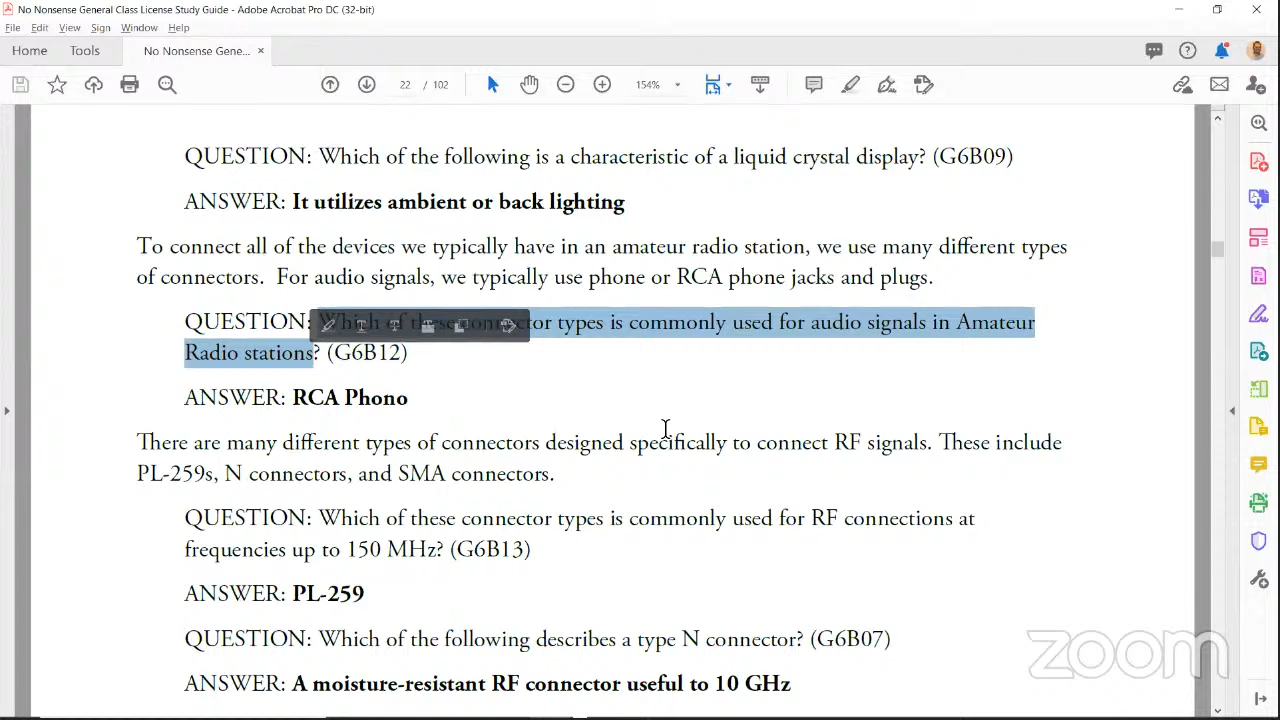 No Nonsense General Class License Study Guide - Adobe Acrobat Pro DC (32-bit)
File Edit View Sign Window Help
Home Tools No Nonsense Gene... ×
22 / 102 154%
QUESTION: Which of the following is a characteristic of a liquid crystal display? (G6B09)
ANSWER: It utilizes ambient or back lighting
To connect all of the devices we typically have in an amateur radio station, we use many different types
of connectors. For audio signals, we typically use phone or RCA phone jacks and plugs.
QUESTION: Which of these connector types is commonly used for audio signals in Amateur
Radio stations? (G6B12)
ANSWER: RCA Phono
There are many different types of connectors designed specifically to connect RF signals. These include
PL-259s, N connectors, and SMA connectors.
QUESTION: Which of these connector types is commonly used for RF connections at
frequencies up to 150 MHz? (G6B13)
ANSWER: PL-259
QUESTION: Which of the following describes a type N connector? (G6B07)
ANSWER: A moisture-resistant RF connector useful to 10 GHz
zoom